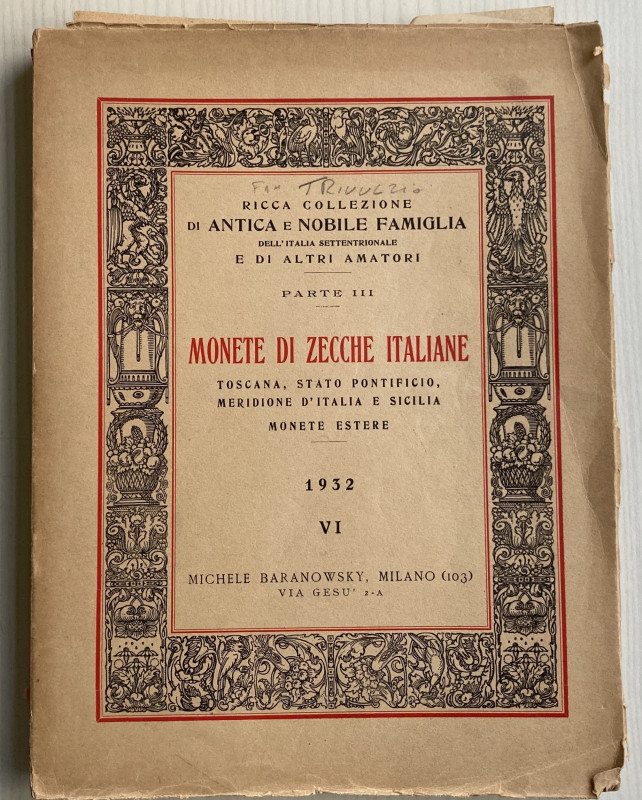 Fam TRIVULZIO
RICCA COLLEZIONE
DI ANTICA E NOBILE FAMIGLIA
DELL'ITALIA SETTENTRIONALE
E DI ALTRI AMATORI
PARTE III
MONETE DI ZECCHE ITALIANE
TOSCANA, STATO PONTIFICIO,
MERIDIONE D'ITALIA E SICILIA
MONETE ESTERE
1932
VI
MICHELE BARANOWSKY, MILANO (103)
VIA GESU' 2-A